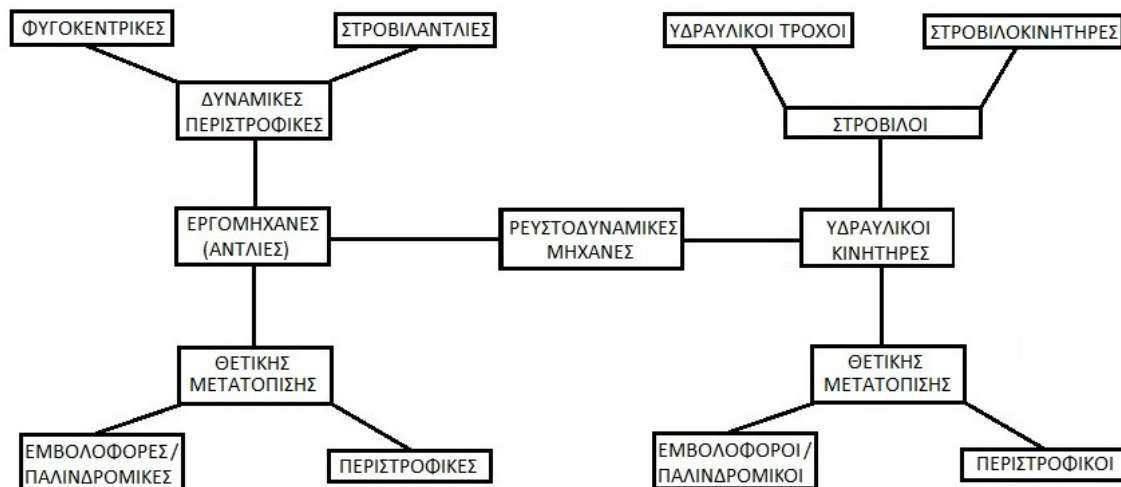 ΦΥΓΟΚΕΝΤΡΙΚΕΣ
ΣΤΡΟΒΙΛΑΝΤΛΙΕΣ
ΥΔΡΑΥΛΙΚΟΙ ΤΡΟΧΟΙ
ΣΤΡΟΒΙΛΟΚΙΝΗΤΗΡΕΣ
ΔΥΝΑΜΙΚΕΣ
ΠΕΡΙΣΤΡΟΦΙΚΕΣ
ΣΤΡΟΒΙΛΟΙ
ΕΡΓΟΜΗΧΑΝΕΣ
(ΑΝΤΛΙΕΣ)
ΡΕΥΣΤΟΔΥΝΑΜΙΚΕΣ
ΜΗΧΑΝΕΣ
ΥΔΡΑΥΛΙΚΟΙ
ΚΙΝΗΤΗΡΕΣ
ΘΕΤΙΚΗΣ
ΜΕΤΑΤΟΠΙΣΗΣ
ΘΕΤΙΚΗΣ
ΜΕΤΑΤΟΠΙΣΗΣ
ΕΜΒΟΛΟΦΟΡΕΣ/
ΠΑΛΙΝΔΡΟΜΙΚΕΣ
ΠΕΡΙΣΤΡΟΦΙΚΕΣ
ΕΜΒΟΛΟΦΟΡΟΙ/
ΠΑΛΙΝΔΡΟΜΙΚΟΙ
ΠΕΡΙΣΤΡΟΦΙΚΟΙ